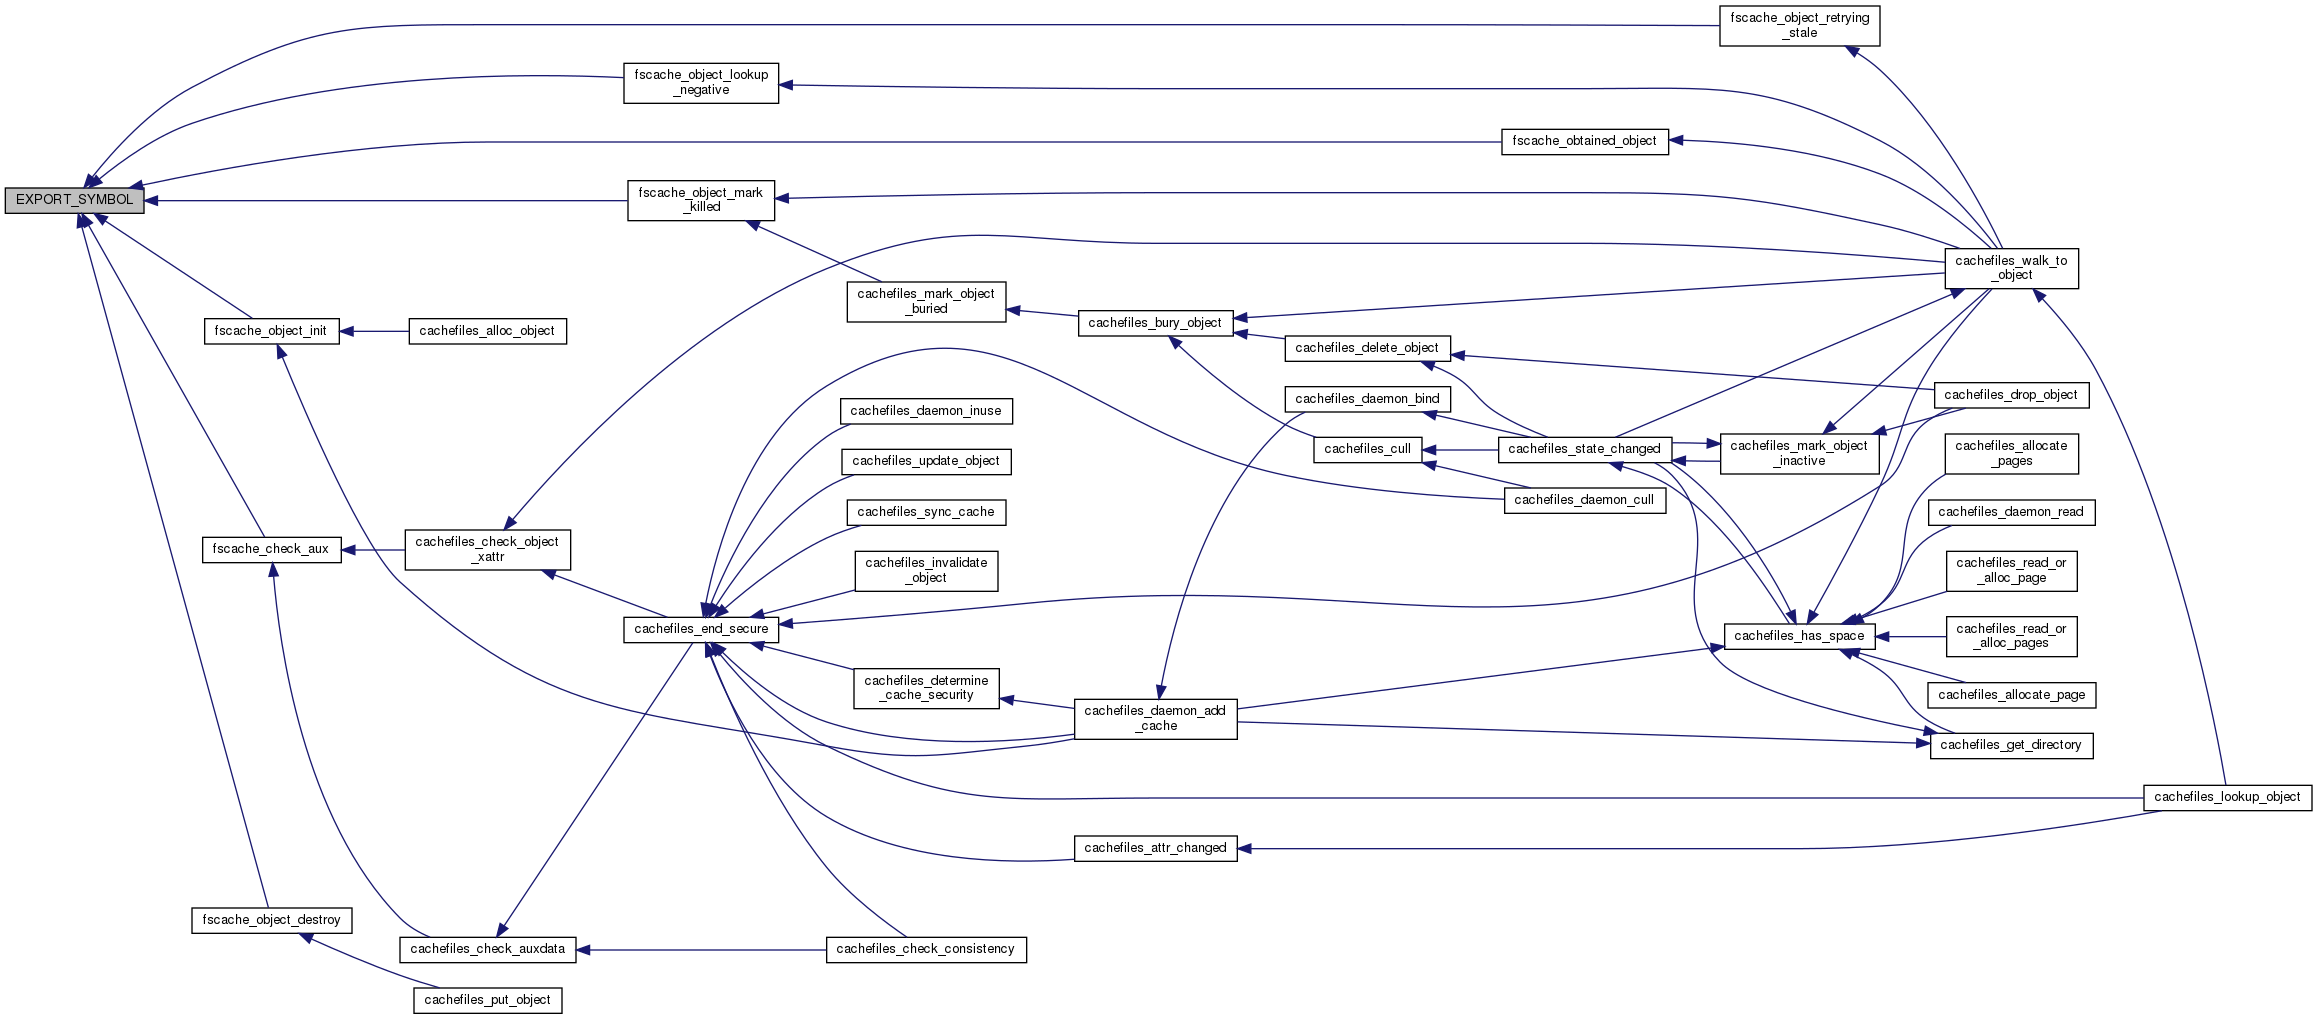 fscache_object_retrying
_stale
fscache_object_lookup
_negative
fscache_obtained_object
EXPORT_SYMBOL
fscache_object_mark
_killed
cachefiles_walk_to
_object
cachefiles_mark_object
_buried
cachefiles_bury_object
fscache_object_init
cachefiles_alloc_object
cachefiles_delete_object
cachefiles_daemon_bind
cachefiles_drop_object
cachefiles_daemon_inuse
cachefiles_cull
cachefiles_state_changed
cachefiles_mark_object
_inactive
cachefiles_allocate
_pages
cachefiles_update_object
cachefiles_daemon_cull
cachefiles_sync_cache
cachefiles_daemon_read
fscache_check_aux
cachefiles_check_object
_xattr
cachefiles_invalidate
_object
cachefiles_read_or
_alloc_page
cachefiles_end_secure
cachefiles_has_space
cachefiles_read_or
_alloc_pages
cachefiles_determine
_cache_security
cachefiles_allocate_page
cachefiles_daemon_add
_cache
cachefiles_get_directory
cachefiles_lookup_object
cachefiles_attr_changed
fscache_object_destroy
cachefiles_check_auxdata
cachefiles_check_consistency
cachefiles_put_object